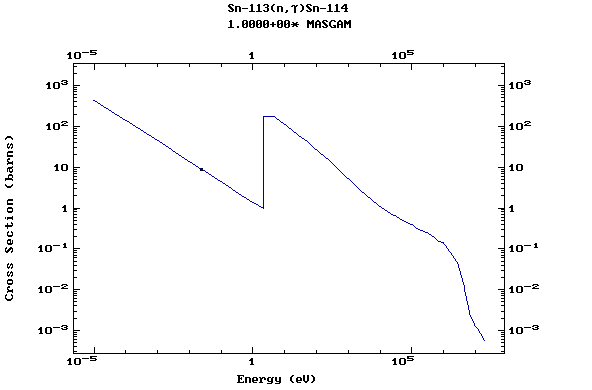 Sn-113(n,γ)Sn-114
1.0000+00* MASGAM
10⁻⁵ 1 10⁵
10³ 10³
10² 10²
10 10
1 1
10⁻¹ 10⁻¹
10⁻² 10⁻²
10⁻³ 10⁻³
10⁻⁵ 1 10⁵
Cross Section (barns)
Energy (eV)